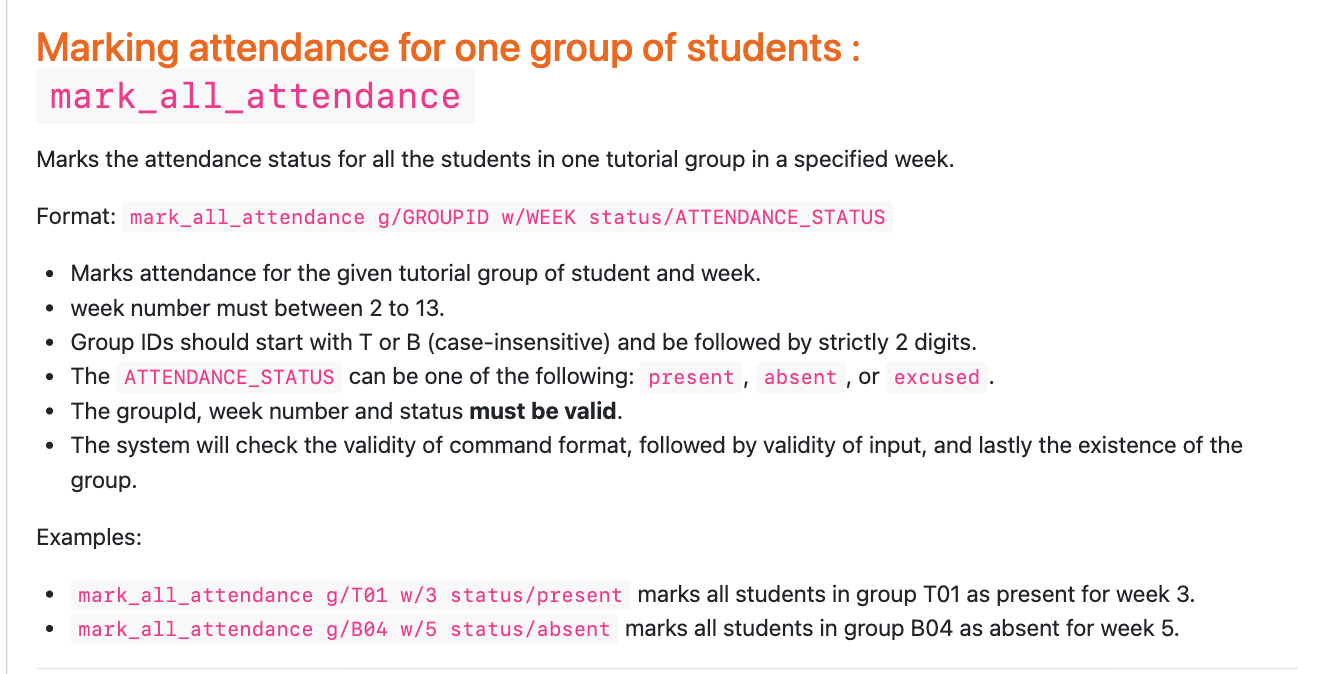 Marking attendance for one group of students :
mark_all_attendance
Marks the attendance status for all the students in one tutorial group in a specified week.
Format: mark_all_attendance g/GROUPID w/WEEK status/ATTENDANCE_STATUS
• Marks attendance for the given tutorial group of student and week.
• week number must between 2 to 13.
• Group IDs should start with T or B (case-insensitive) and be followed by strictly 2 digits.
• The ATTENDANCE_STATUS can be one of the following: present , absent , or excused .
• The groupId, week number and status must be valid.
• The system will check the validity of command format, followed by validity of input, and lastly the existence of the
group.
Examples:
• mark_all_attendance g/T01 w/3 status/present marks all students in group T01 as present for week 3.
• mark_all_attendance g/B04 w/5 status/absent marks all students in group B04 as absent for week 5.